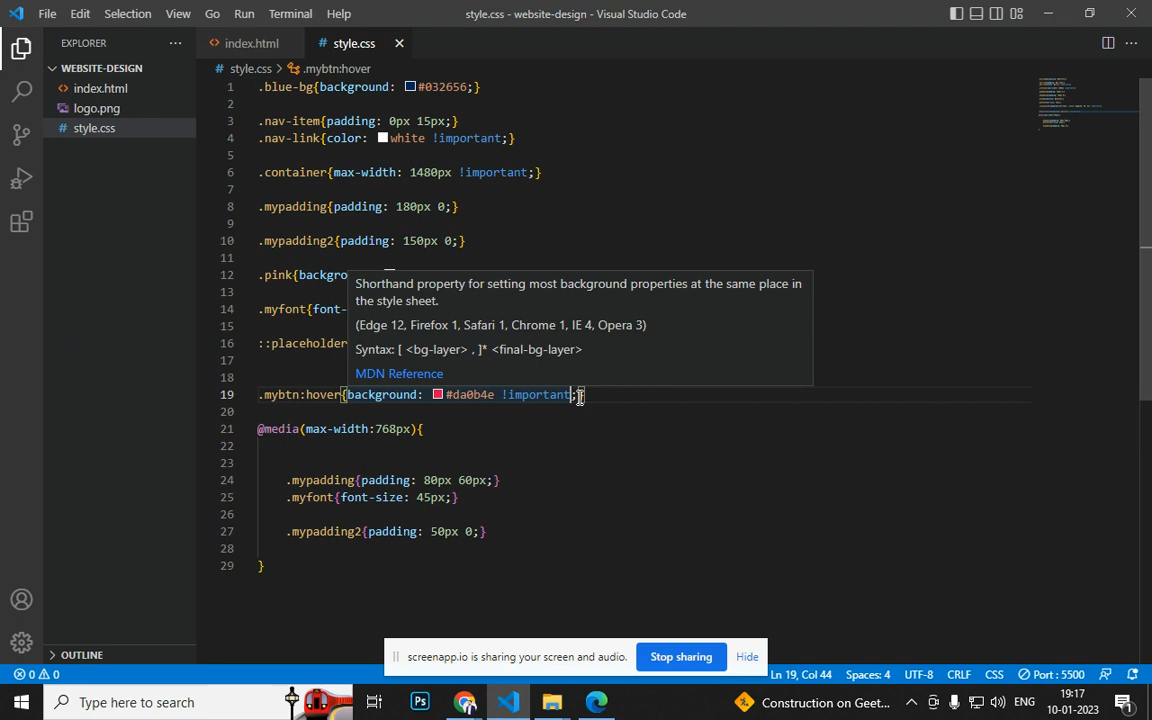 File Edit Selection View Go Run Terminal Help style.css - website-design - Visual Studio Code
EXPLORER
index.html
style.css
WEBSITE-DESIGN
index.html
logo.png
style.css
# style.css > .mybtn:hover
1 .blue-bg{background: #032656;}
2
3 .nav-item{padding: 0px 15px;}
4 .nav-link{color: white !important;}
5
6 .container{max-width: 1480px !important;}
7
8 .mypadding{padding: 180px 0;}
9
10 .mypadding2{padding: 150px 0;}
11
12 .pink{backgro
13
14 .myfont{font-
15
16 ::placeholder
17
18
Shorthand property for setting most background properties at the same place in
the style sheet.
(Edge 12, Firefox 1, Safari 1, Chrome 1, IE 4, Opera 3)
Syntax: [ <bg-layer> , ]* <final-bg-layer>
MDN Reference
19 .mybtn:hover{background: #da0b4e !important;}
20
21 @media(max-width:768px){
22
23
24 .mypadding{padding: 80px 60px;}
25 .myfont{font-size: 45px;}
26
27 .mypadding2{padding: 50px 0;}
28
29 }
OUTLINE
screenapp.io is sharing your screen and audio. Stop sharing Hide
0 0 Ln 19, Col 44 Spaces: 4 UTF-8 CRLF CSS Port : 5500
Type here to search
Ps
Construction on Geet...
ENG
19:17
10-01-2023
1